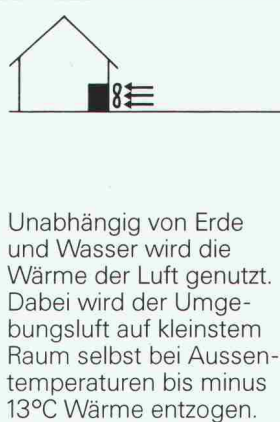 Unabhängig von Erde
und Wasser wird die
Wärme der Luft genutzt.
Dabei wird der Umge-
bungsluft auf kleinstem
Raum selbst bei Aussen-
temperaturen bis minus
13°C Wärme entzogen.